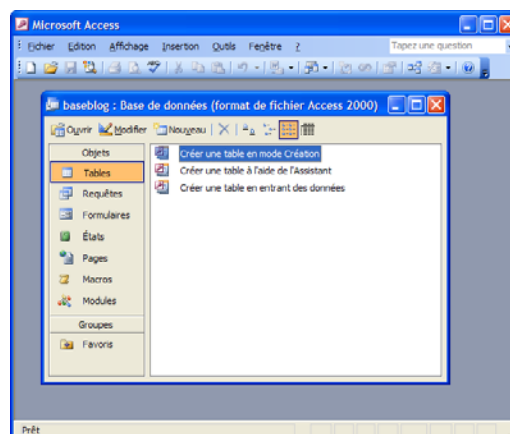 Microsoft Access
Fichier Edition Affichage Insertion Outils Fenêtre ? Tapez une question
baseblog : Base de données (format de fichier Access 2000)
Ouvrir Modifier Nouveau
Objets
Créer une table en mode Création
Tables
Créer une table à l'aide de l'Assistant
Requêtes
Créer une table en entrant des données
Formulaires
États
Pages
Macros
Modules
Groupes
Favoris
Prêt